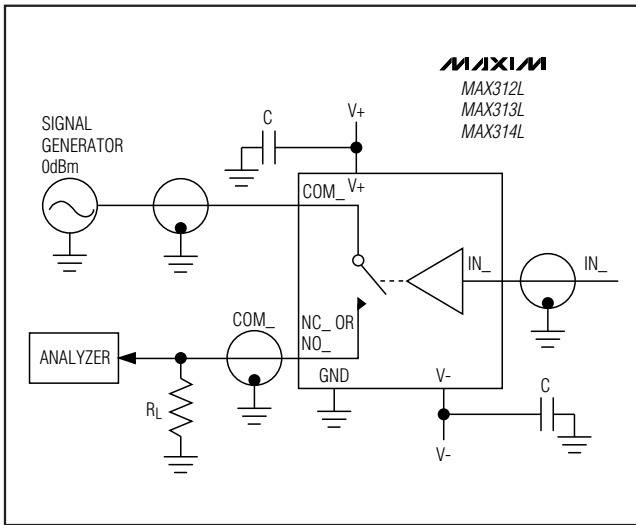 MAXIM
MAX312L
MAX313L
MAX314L
SIGNAL
GENERATOR
0dBm
C
V+
V+
COM_
IN_
IN_
COM_
NC_ OR
NO_
ANALYZER
GND
V-
C
RL
V-